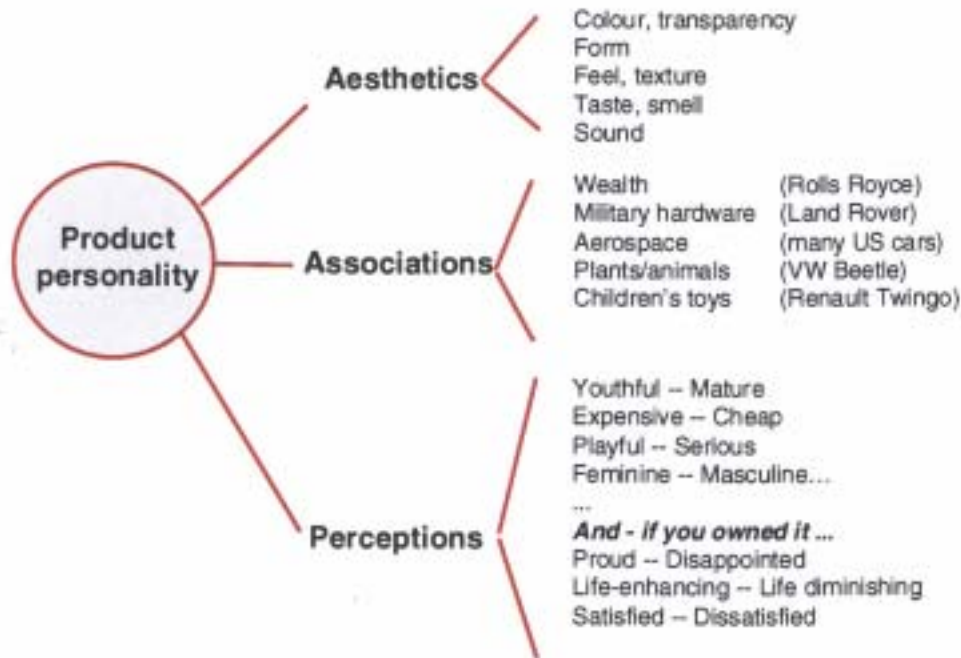 Product
personality
Aesthetics
Colour, transparency
Form
Feel, texture
Taste, smell
Sound
Associations
Wealth (Rolls Royce)
Military hardware (Land Rover)
Aerospace (many US cars)
Plants/animals (VW Beetle)
Children's toys (Renault Twingo)
Perceptions
Youthful -- Mature
Expensive -- Cheap
Playful -- Serious
Feminine -- Masculine...
...
And - if you owned it ...
Proud -- Disappointed
Life-enhancing -- Life diminishing
Satisfied -- Dissatisfied